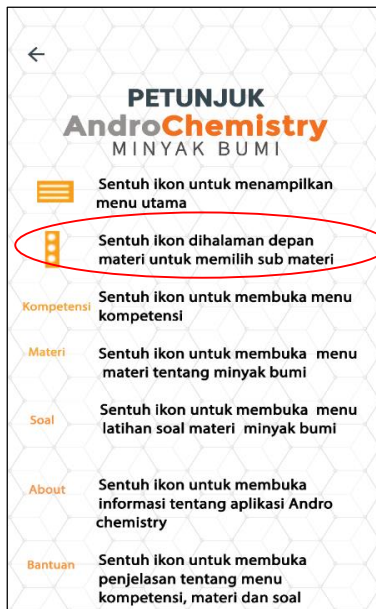 PETUNJUK
AndroChemistry
MINYAK BUMI
Sentuh ikon untuk menampilkan
menu utama
Sentuh ikon dihalaman depan
materi untuk memilih sub materi
Kompetensi
Sentuh ikon untuk membuka menu
kompetensi
Materi
Sentuh ikon untuk membuka menu
materi tentang minyak bumi
Soal
Sentuh ikon untuk membuka menu
latihan soal materi minyak bumi
About
Sentuh ikon untuk membuka
informasi tentang aplikasi Andro
chemistry
Bantuan
Sentuh ikon untuk membuka
penjelasan tentang menu
kompetensi, materi dan soal